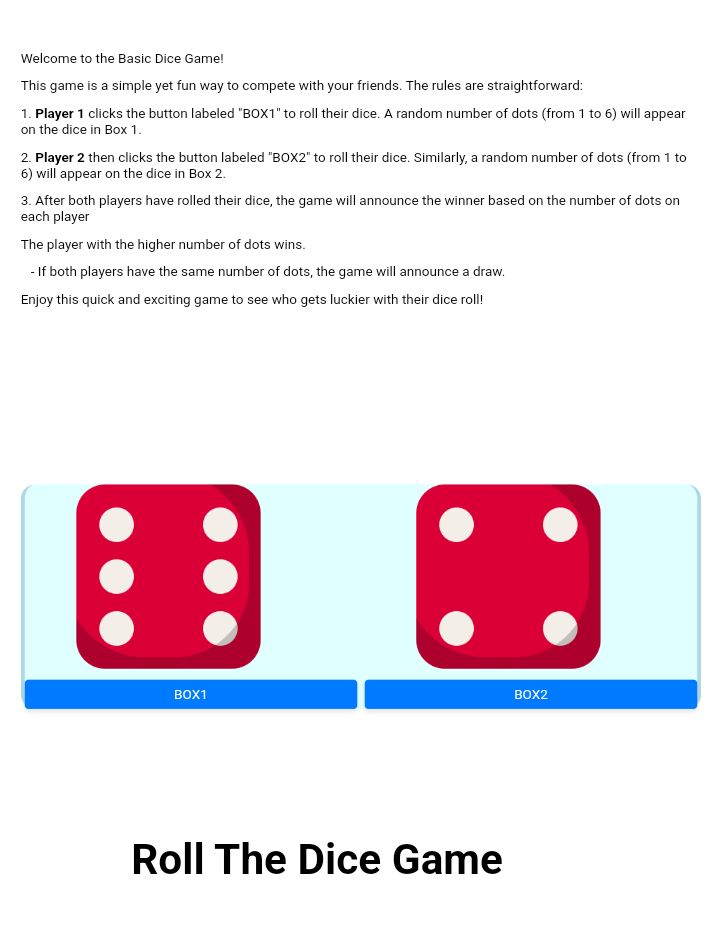 Welcome to the Basic Dice Game!
This game is a simple yet fun way to compete with your friends. The rules are straightforward:
1. Player 1 clicks the button labeled "BOX1" to roll their dice. A random number of dots (from 1 to 6) will appear
on the dice in Box 1.
2. Player 2 then clicks the button labeled "BOX2" to roll their dice. Similarly, a random number of dots (from 1 to
6) will appear on the dice in Box 2.
3. After both players have rolled their dice, the game will announce the winner based on the number of dots on
each player
The player with the higher number of dots wins.
- If both players have the same number of dots, the game will announce a draw.
Enjoy this quick and exciting game to see who gets luckier with their dice roll!
BOX1
BOX2
Roll The Dice Game